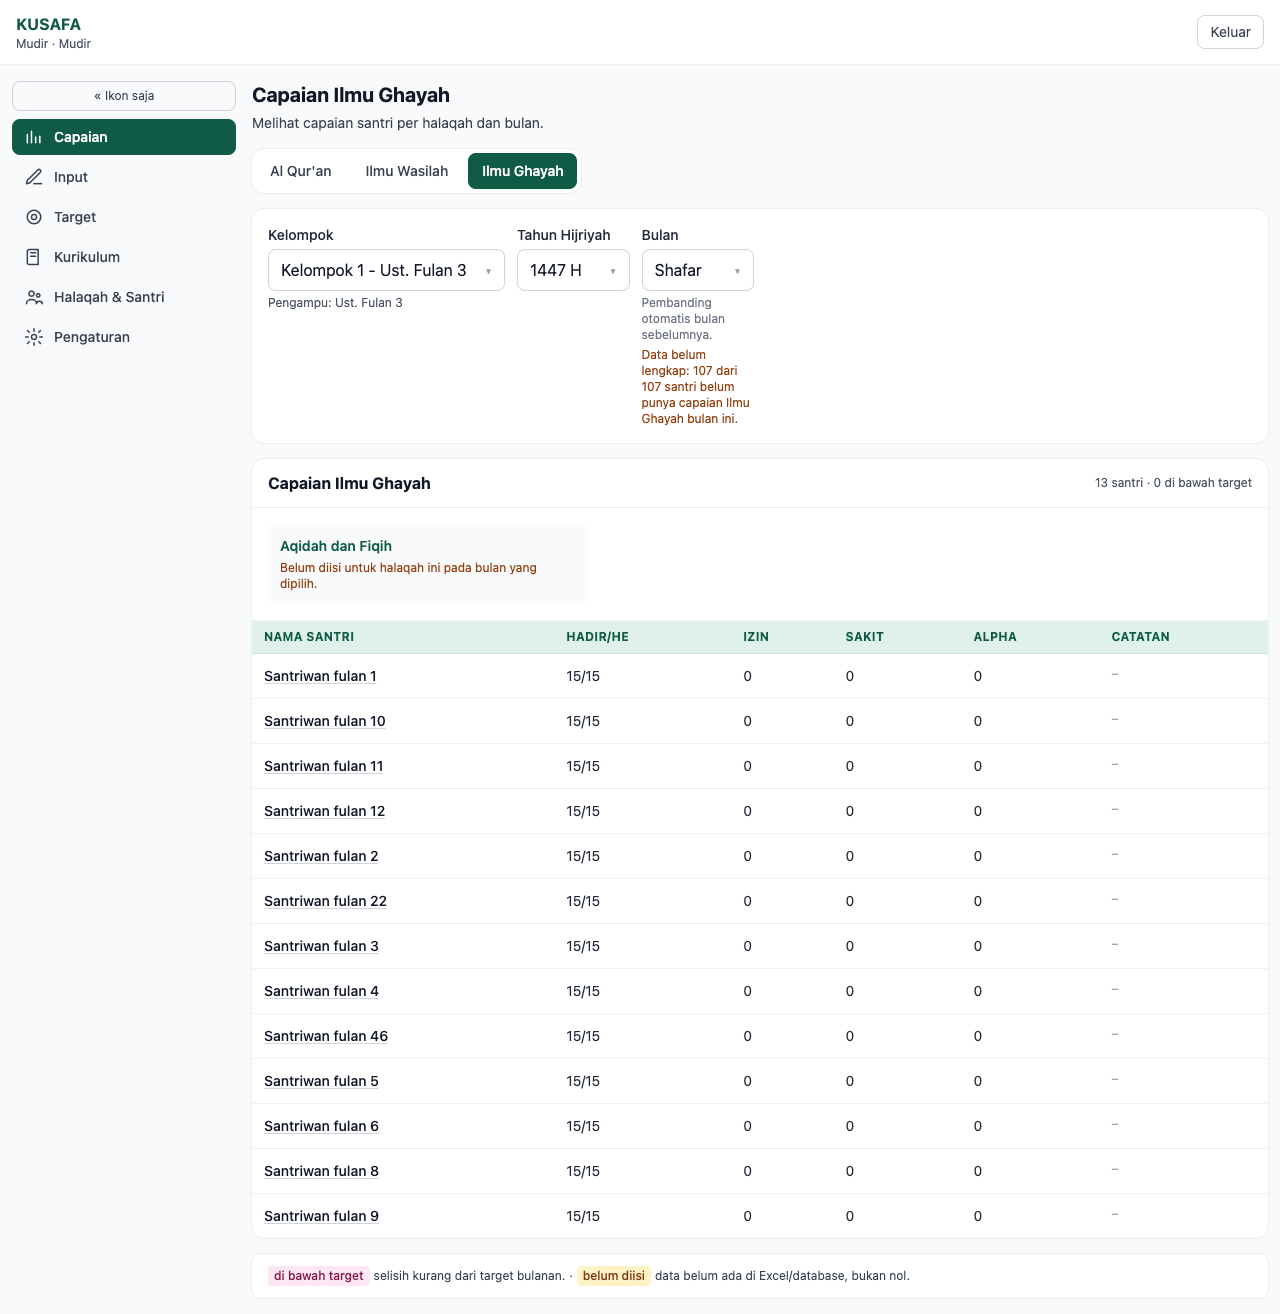 KUSAFA
Mudir · Mudir
Keluar
« Ikon saja
Capaian
Input
Target
Kurikulum
Halaqah & Santri
Pengaturan
Capaian Ilmu Ghayah
Melihat capaian santri per halaqah dan bulan.
Al Qur'an Ilmu Wasilah Ilmu Ghayah
Kelompok Tahun Hijriyah Bulan
Kelompok 1 - Ust. Fulan 3 1447 H Shafar
Pengampu: Ust. Fulan 3
Pembanding
otomatis bulan
sebelumnya.
Data belum
lengkap: 107 dari
107 santri belum
punya capaian Ilmu
Ghayah bulan ini.
Capaian Ilmu Ghayah
13 santri · 0 di bawah target
Aqidah dan Fiqih
Belum diisi untuk halaqah ini pada bulan yang
dipilih.
NAMA SANTRI HADIR/HE IZIN SAKIT ALPHA CATATAN
Santriwan fulan 1 15/15 0 0 0 –
Santriwan fulan 10 15/15 0 0 0 –
Santriwan fulan 11 15/15 0 0 0 –
Santriwan fulan 12 15/15 0 0 0 –
Santriwan fulan 2 15/15 0 0 0 –
Santriwan fulan 22 15/15 0 0 0 –
Santriwan fulan 3 15/15 0 0 0 –
Santriwan fulan 4 15/15 0 0 0 –
Santriwan fulan 46 15/15 0 0 0 –
Santriwan fulan 5 15/15 0 0 0 –
Santriwan fulan 6 15/15 0 0 0 –
Santriwan fulan 8 15/15 0 0 0 –
Santriwan fulan 9 15/15 0 0 0 –
di bawah target selisih kurang dari target bulanan. · belum diisi data belum ada di Excel/database, bukan nol.